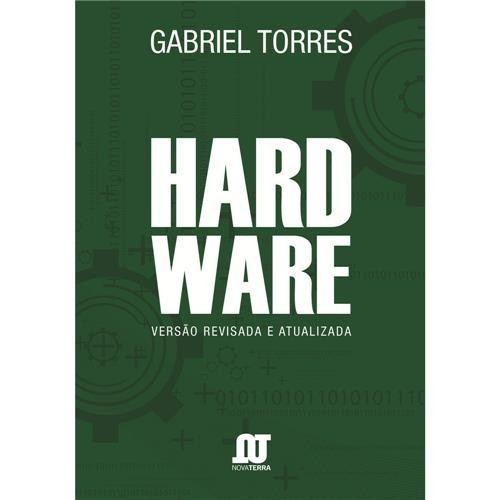 GABRIEL TORRES
HARD
WARE
VERSÃO REVISADA E ATUALIZADA
NOVATERRA